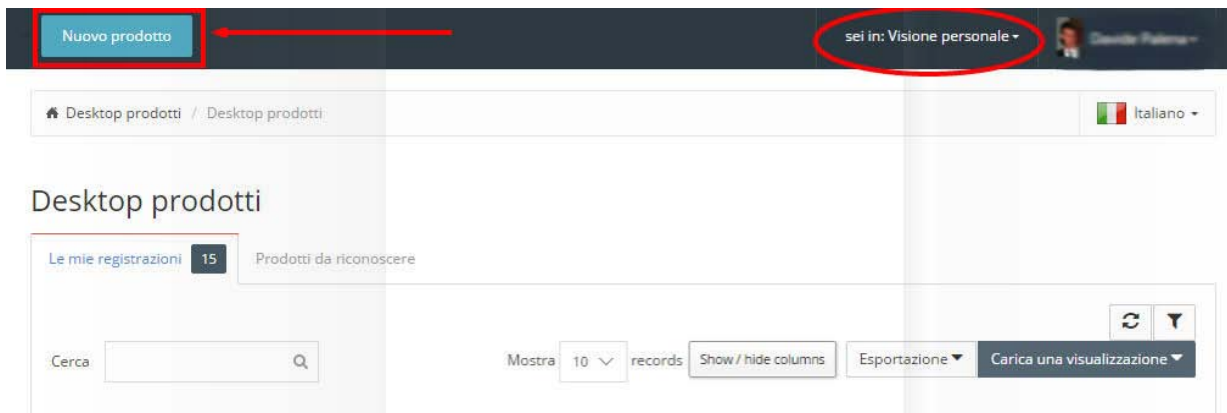 Nuovo prodotto
sei in: Visione personale
Desktop prodotti / Desktop prodotti
Italiano
Desktop prodotti
Le mie registrazioni 15 Prodotti da riconoscere
Cerca Mostra 10 records Show / hide columns Esportazione Carica una visualizzazione